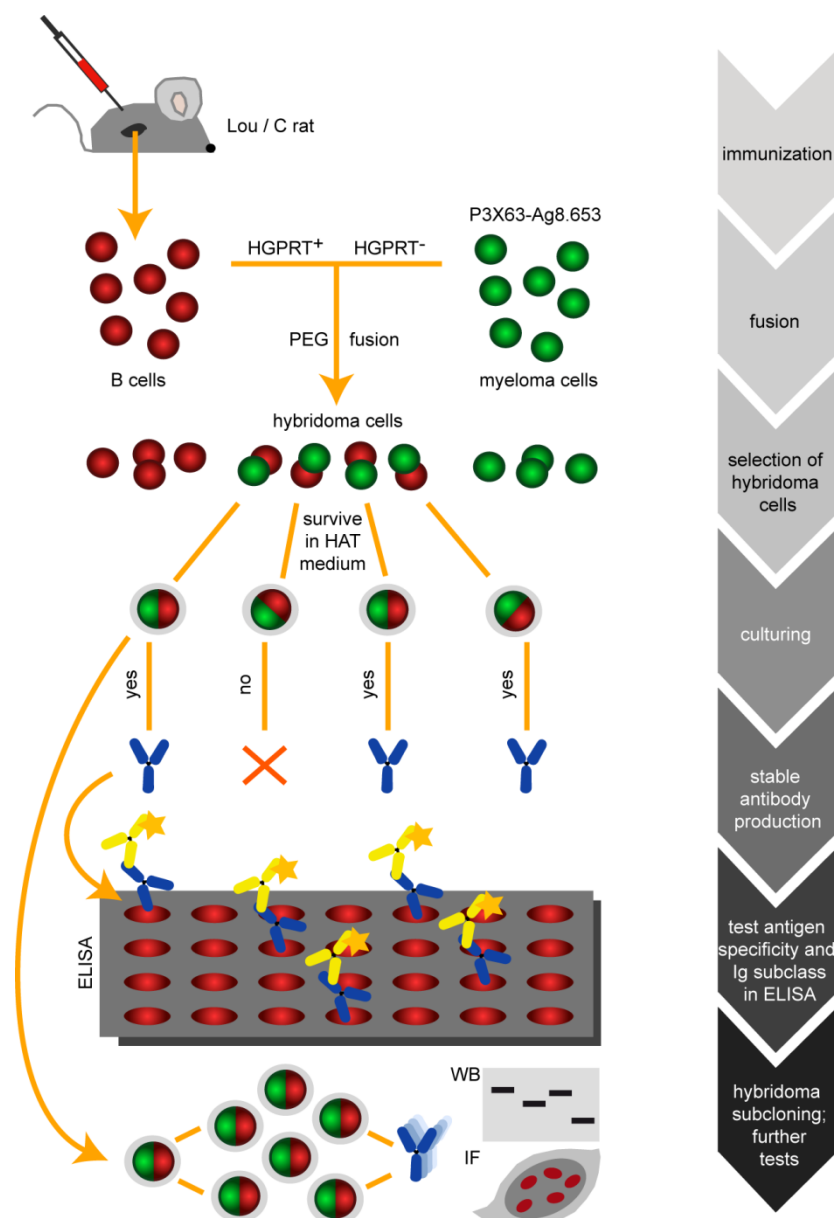 Lou / C rat
immunization
P3X63-Ag8.653
HGPRT+
HGPRT-
PEG
fusion
fusion
B cells
myeloma cells
hybridoma cells
selection of
hybridoma
cells
survive
in HAT
medium
culturing
yes
no
yes
yes
stable
antibody
production
ELISA
test antigen
specificity and
Ig subclass
in ELISA
WB
IF
hybridoma
subcloning;
further
tests